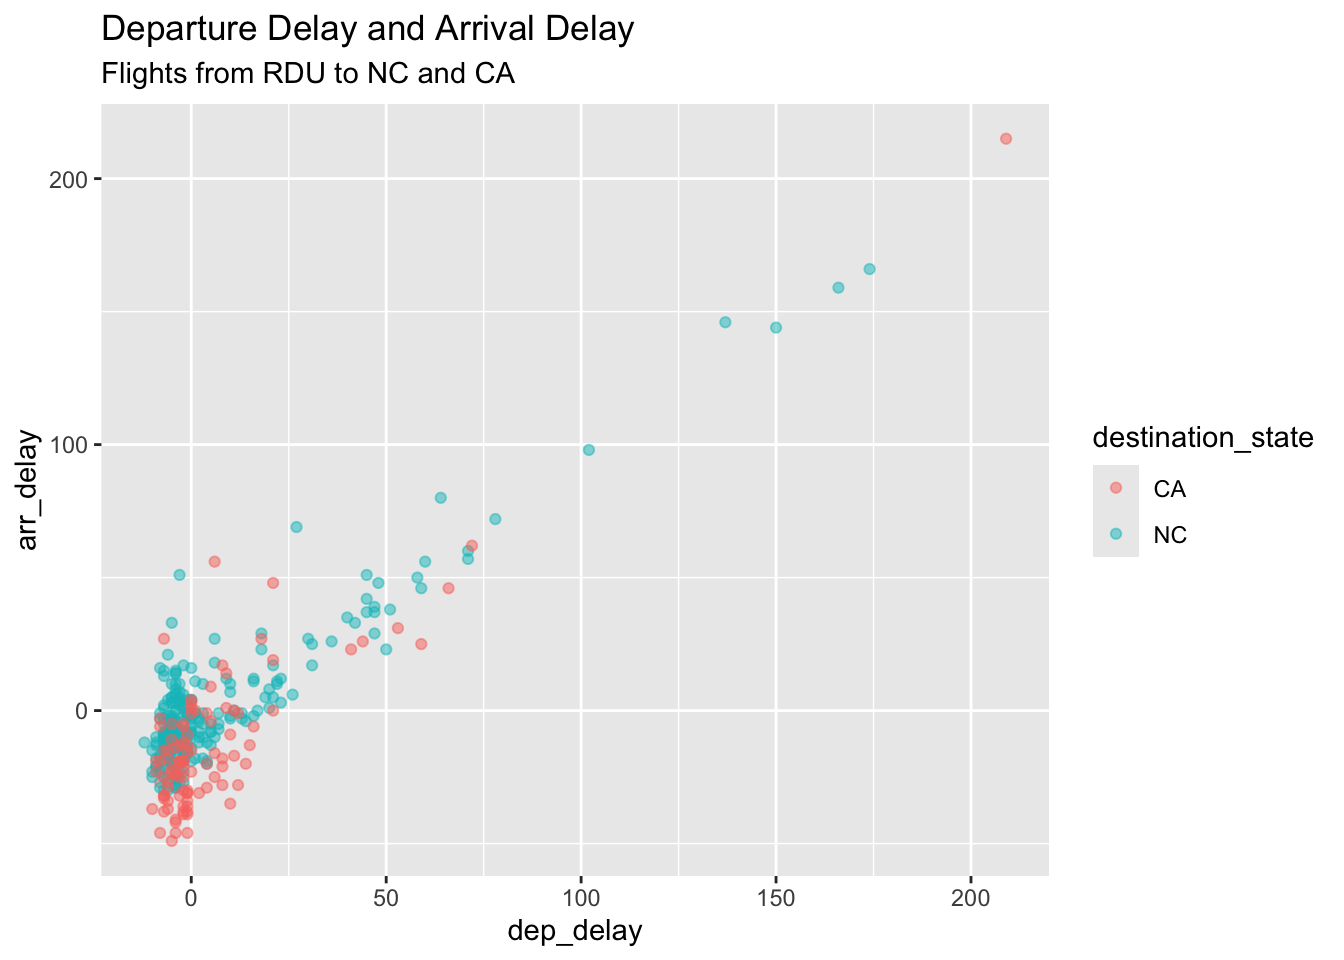 Departure Delay and Arrival Delay
Flights from RDU to NC and CA
200
100
0
arr_delay
0 50 100 150 200
dep_delay
destination_state
CA
NC